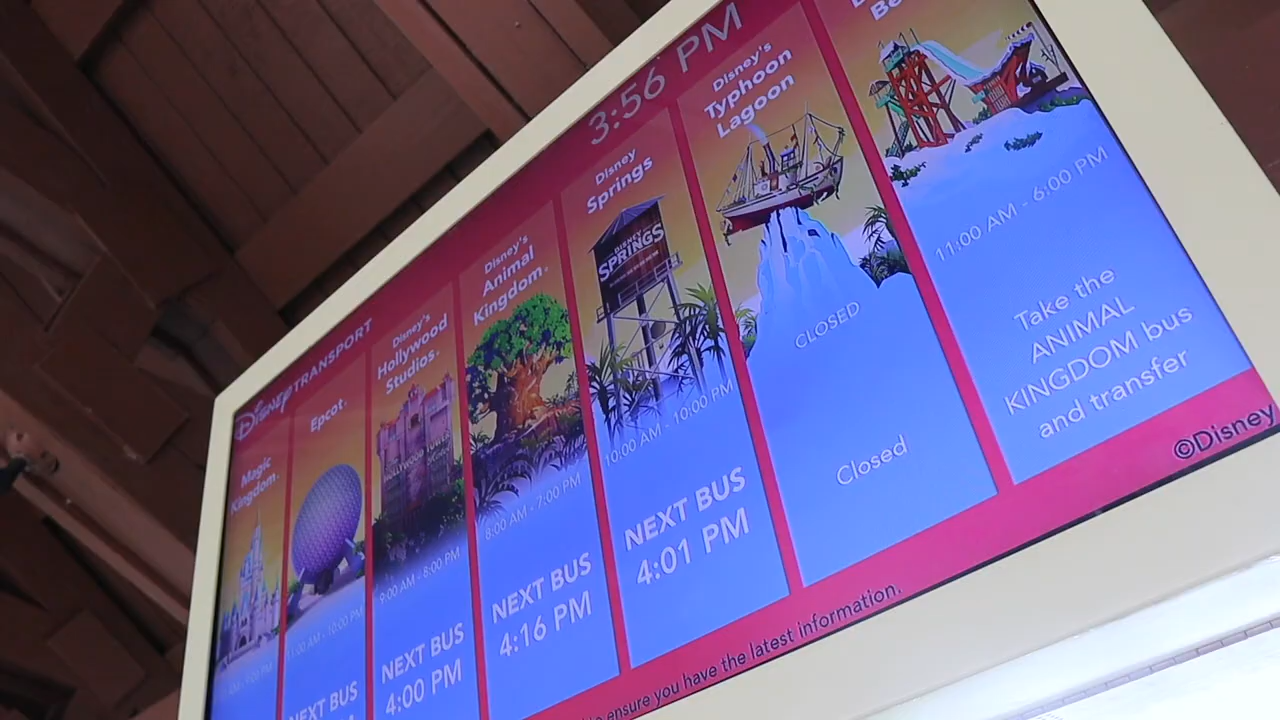 3:56 PM
Disney TRANSPORT
Magic
Kingdom
Epcot
NEXT BUS
Disney's
Hollywood
Studios
9:00 AM - 8:00 PM
NEXT BUS
4:00 PM
Disney's
Animal
Kingdom
8:00 AM - 7:00 PM
NEXT BUS
4:16 PM
Disney
Springs
DISNEY
SPRINGS
10:00 AM - 10:00 PM
NEXT BUS
4:01 PM
Disney's
Typhoon
Lagoon
CLOSED
Closed
11:00 AM - 6:00 PM
Take the
ANIMAL
KINGDOM bus
and transfer
to ensure you have the latest information.
©Disney